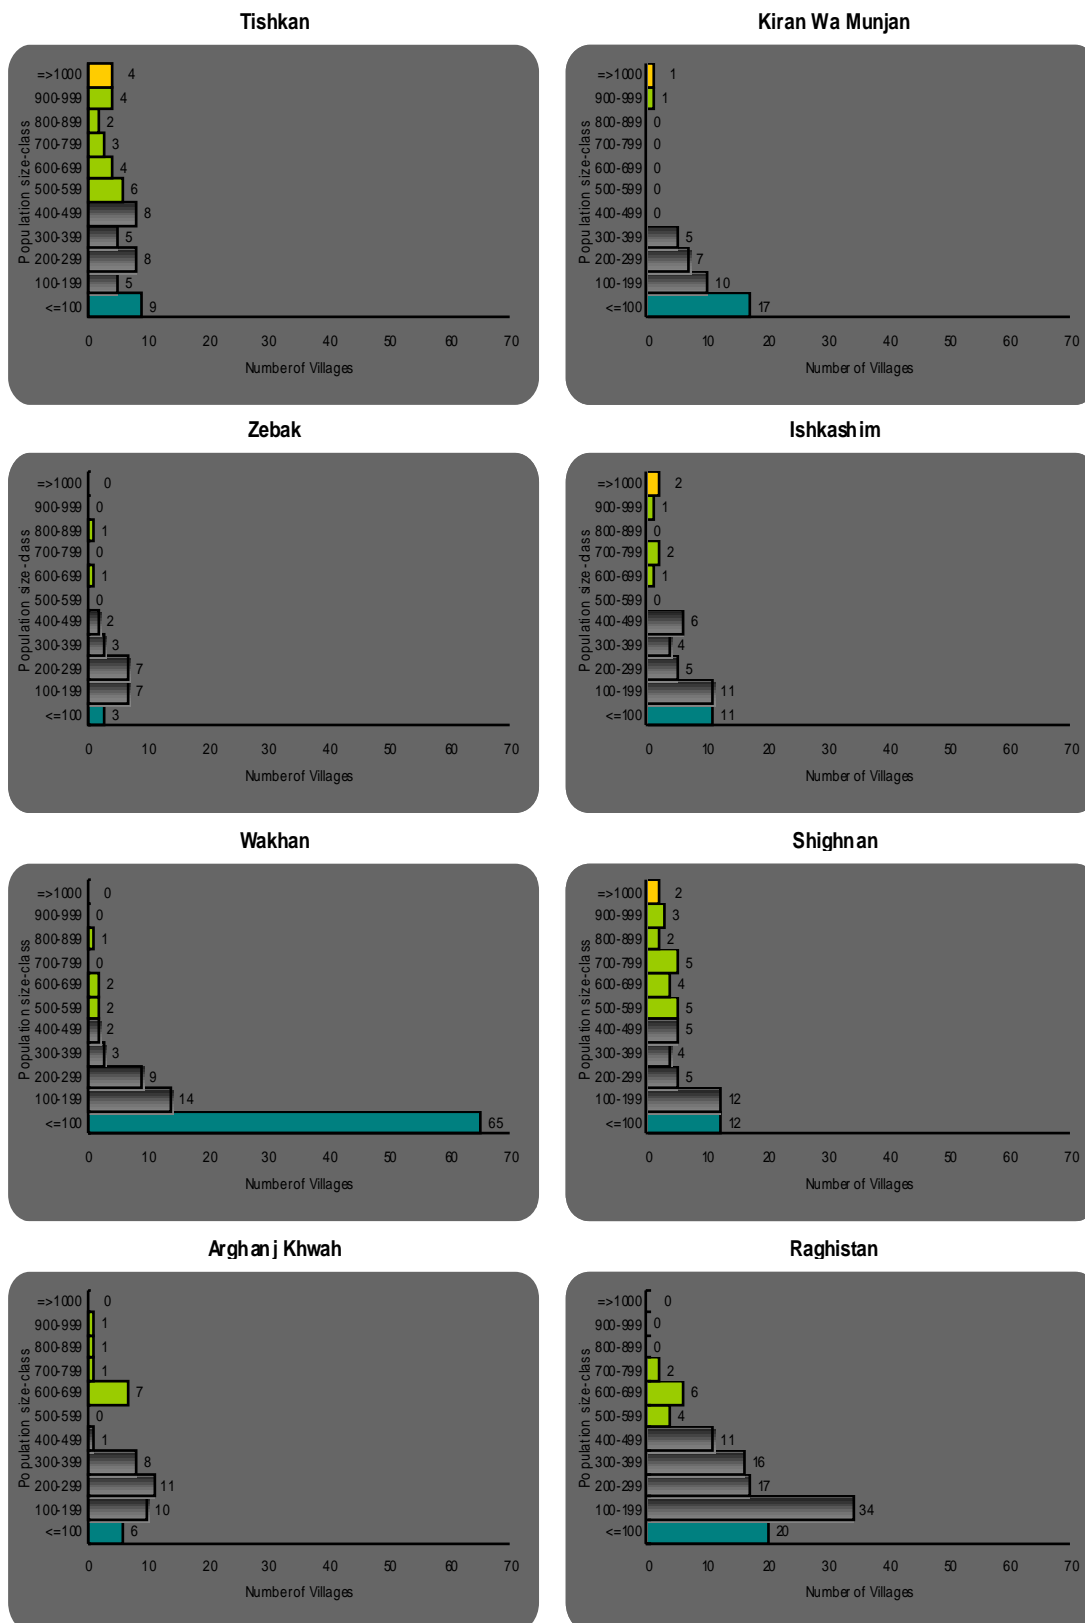 Tishkan
Population size-class
=>1000 4
900-999 4
800-899 2
700-799 3
600-699 4
500-599 6
400-499 8
300-399 5
200-299 8
100-199 5
<=100 9
0 10 20 30 40 50 60 70
Number of Villages
Kiran Wa Munjan
Population size-class
=>1000 1
900-999 1
800-899 0
700-799 0
600-699 0
500-599 0
400-499 0
300-399 5
200-299 7
100-199 10
<=100 17
0 10 20 30 40 50 60 70
Number of Villages
Zebak
Population size-class
=>1000 0
900-999 0
800-899 1
700-799 0
600-699 1
500-599 0
400-499 2
300-399 3
200-299 7
100-199 7
<=100 3
0 10 20 30 40 50 60 70
Number of Villages
Ishkashim
Population size-class
=>1000 2
900-999 1
800-899 0
700-799 2
600-699 1
500-599 0
400-499 6
300-399 4
200-299 5
100-199 11
<=100 11
0 10 20 30 40 50 60 70
Number of Villages
Wakhan
Population size-class
=>1000 0
900-999 0
800-899 1
700-799 0
600-699 2
500-599 2
400-499 2
300-399 3
200-299 9
100-199 14
<=100 65
0 10 20 30 40 50 60 70
Number of Villages
Shighnan
Population size-class
=>1000 2
900-999 3
800-899 2
700-799 5
600-699 4
500-599 5
400-499 5
300-399 4
200-299 5
100-199 12
<=100 12
0 10 20 30 40 50 60 70
Number of Villages
Arghanj Khwah
Population size-class
=>1000 0
900-999 1
800-899 1
700-799 1
600-699 7
500-599 0
400-499 1
300-399 8
200-299 11
100-199 10
<=100 6
0 10 20 30 40 50 60 70
Number of Villages
Raghistan
Population size-class
=>1000 0
900-999 0
800-899 0
700-799 2
600-699 6
500-599 4
400-499 11
300-399 16
200-299 17
100-199 34
<=100 20
0 10 20 30 40 50 60 70
Number of Villages